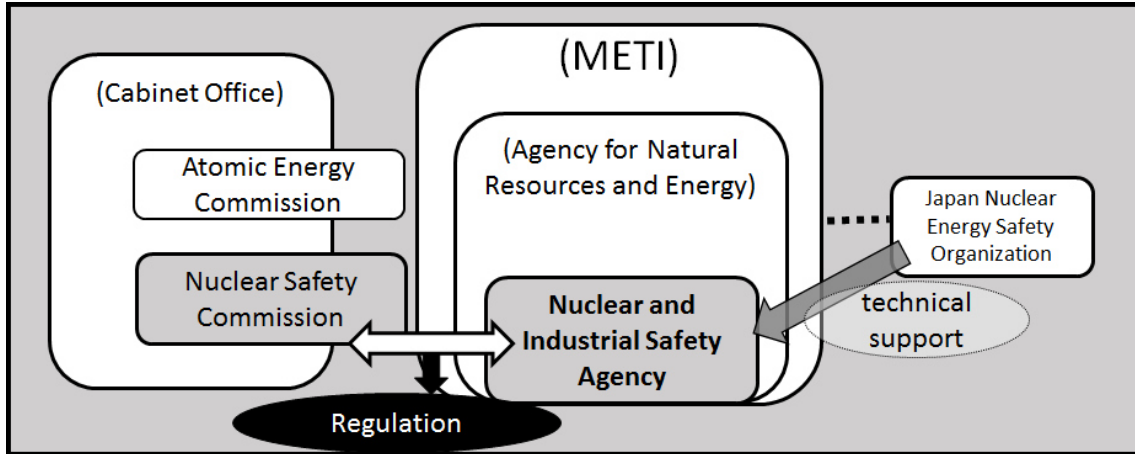 (METI)
(Cabinet Office)
Atomic Energy
Commission
Nuclear Safety
Commission
(Agency for Natural
Resources and Energy)
Nuclear and
Industrial Safety
Agency
Japan Nuclear
Energy Safety
Organization
technical
support
Regulation